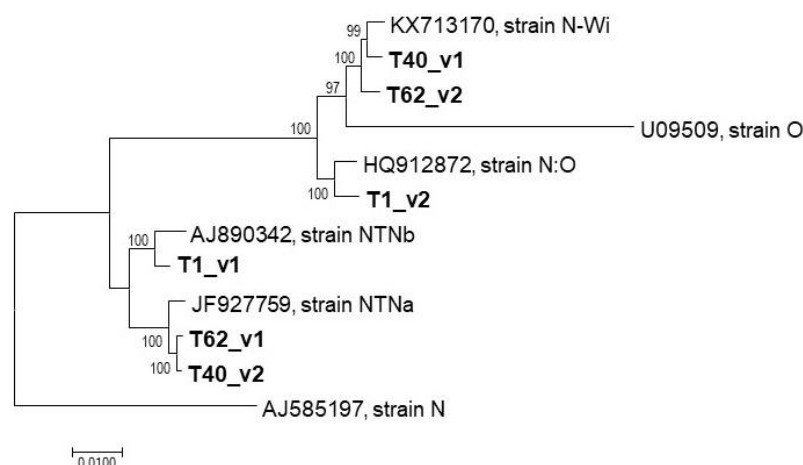 99
KX713170, strain N-Wi
100
T40_v1
97
T62_v2
100
U09509, strain O
HQ912872, strain N:O
100
T1_v2
100
AJ890342, strain NTNb
T1_v1
JF927759, strain NTNa
100
T62_v1
100
T40_v2
AJ585197, strain N
0.0100